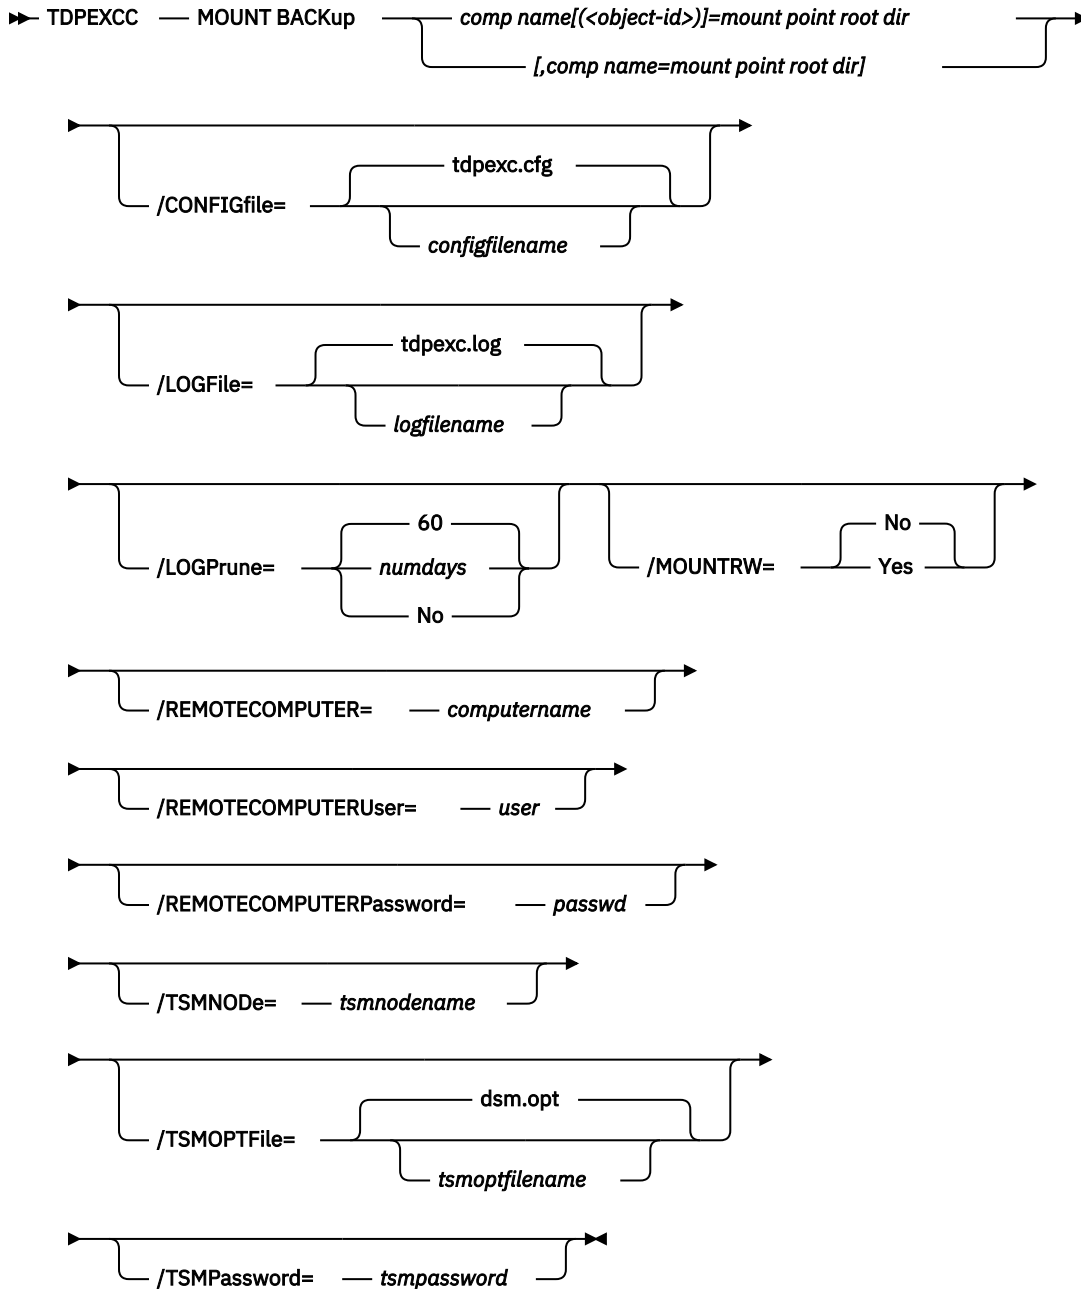 TDPEXCC MOUNT BACKup comp name[(<object-id>)]=mount point root dir
[,comp name=mount point root dir]
tdpexc.cfg
/CONFIGfile=
configfilename
tdpexc.log
/LOGFile=
logfilename
60 No
/LOGPrune= numdays /MOUNTRW= Yes
No
/REMOTECOMPUTER= computername
/REMOTECOMPUTERUser= user
/REMOTECOMPUTERPassword= passwd
/TSMNODe= tsmnodename
dsm.opt
/TSMOPTFile=
tsmoptfilename
/TSMPassword= tsmpassword